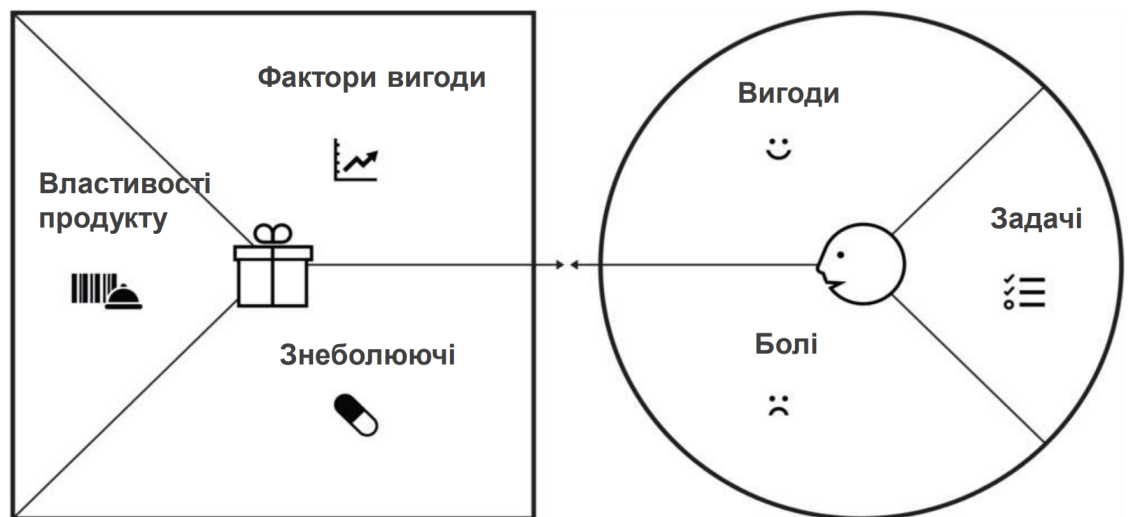 Фактори вигоди
Властивості
продукту
Знеболюючі
Вигоди
Задачі
Болі